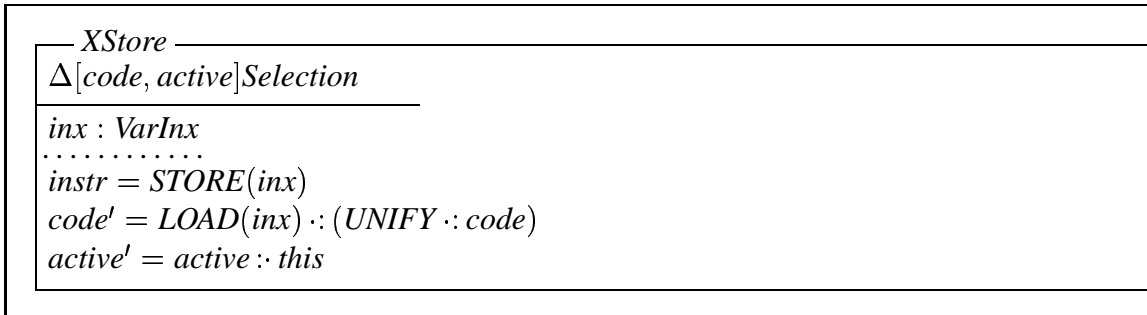 XStore
Δ[code, active]Selection
inx : VarInx
instr = STORE(inx)
code′ = LOAD(inx) ·: (UNIFY ·: code)
active′ = active :· this